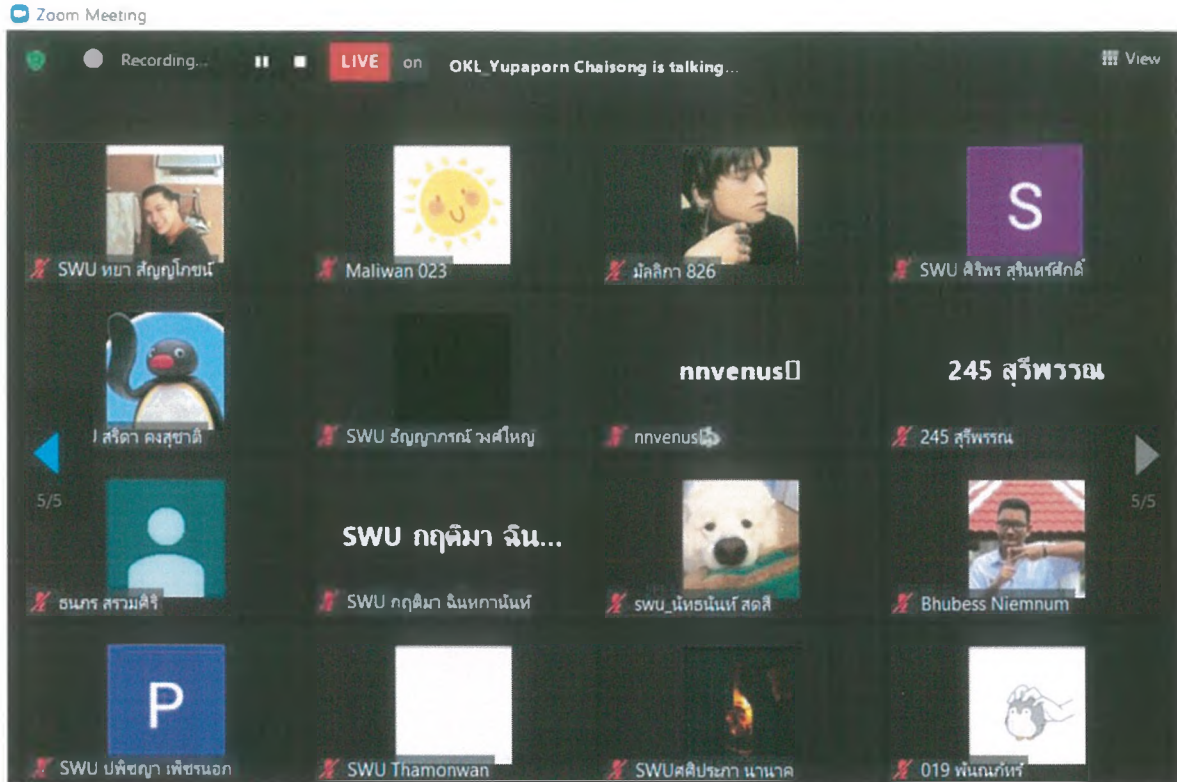 Zoom Meeting
Recording...
LIVE on
OKL_Yupaporn Chaisong is talking...
View
SWU ทยา สัญญโภชน์
Maliwan 023
มัลลิกา 826
S
SWU ศิริพร สุรินทร์ศักดิ์
สริดา คงสุชาติ
SWU ธัญญาภรณ์ วงศ์ใหญ่
nnvenus
nnvenus
245 สุรีพรรณ
245 สุรีพรรณ
5/5
5/5
ธนภร สรวมศิริ
SWU กฤติมา ฉิน...
SWU กฤติมา ฉินทกานันท์
swu_นัทธนันท์ สดสี
Bhubess Niemnum
P
SWU ปพิชญา เพ็ชรนอก
SWU Thamonwan
SWUศศิประภา นานาค
019 พันณภัทร์